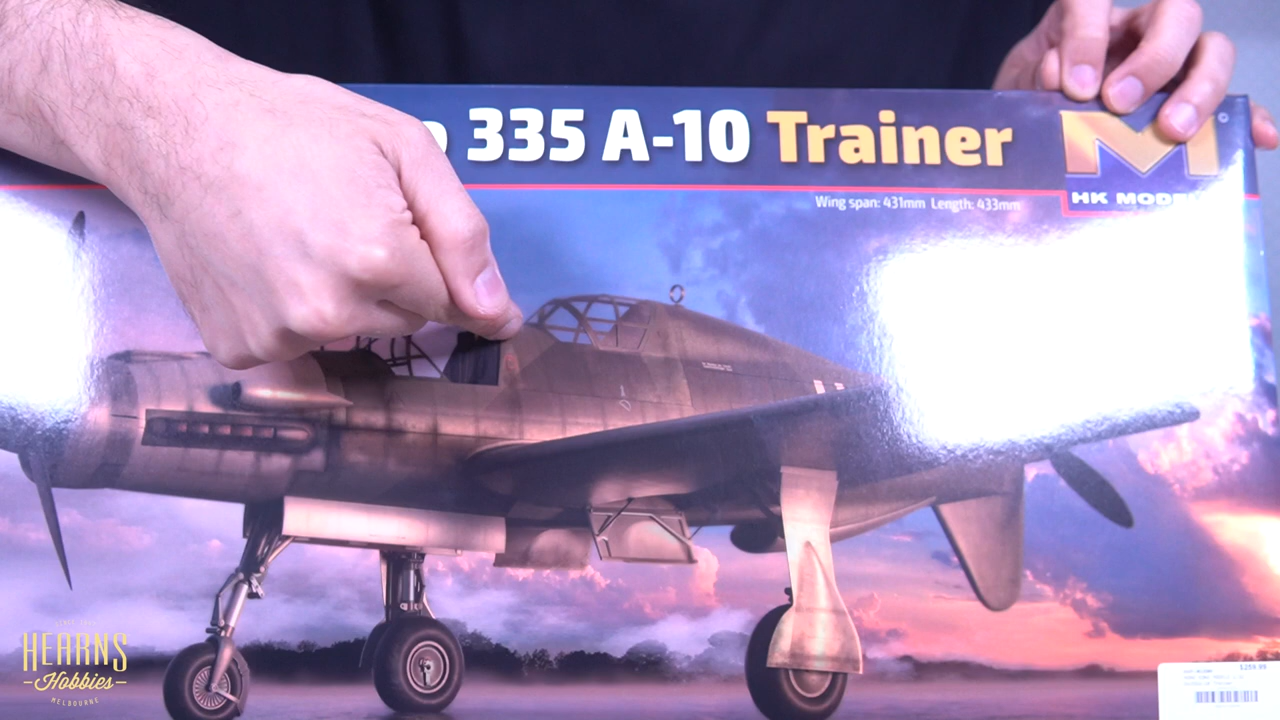 335 A-10 Trainer
HK MODE
Wing span: 431mm Length: 433mm
HEARNS
Hobbies
MELBOURNE
$259.99